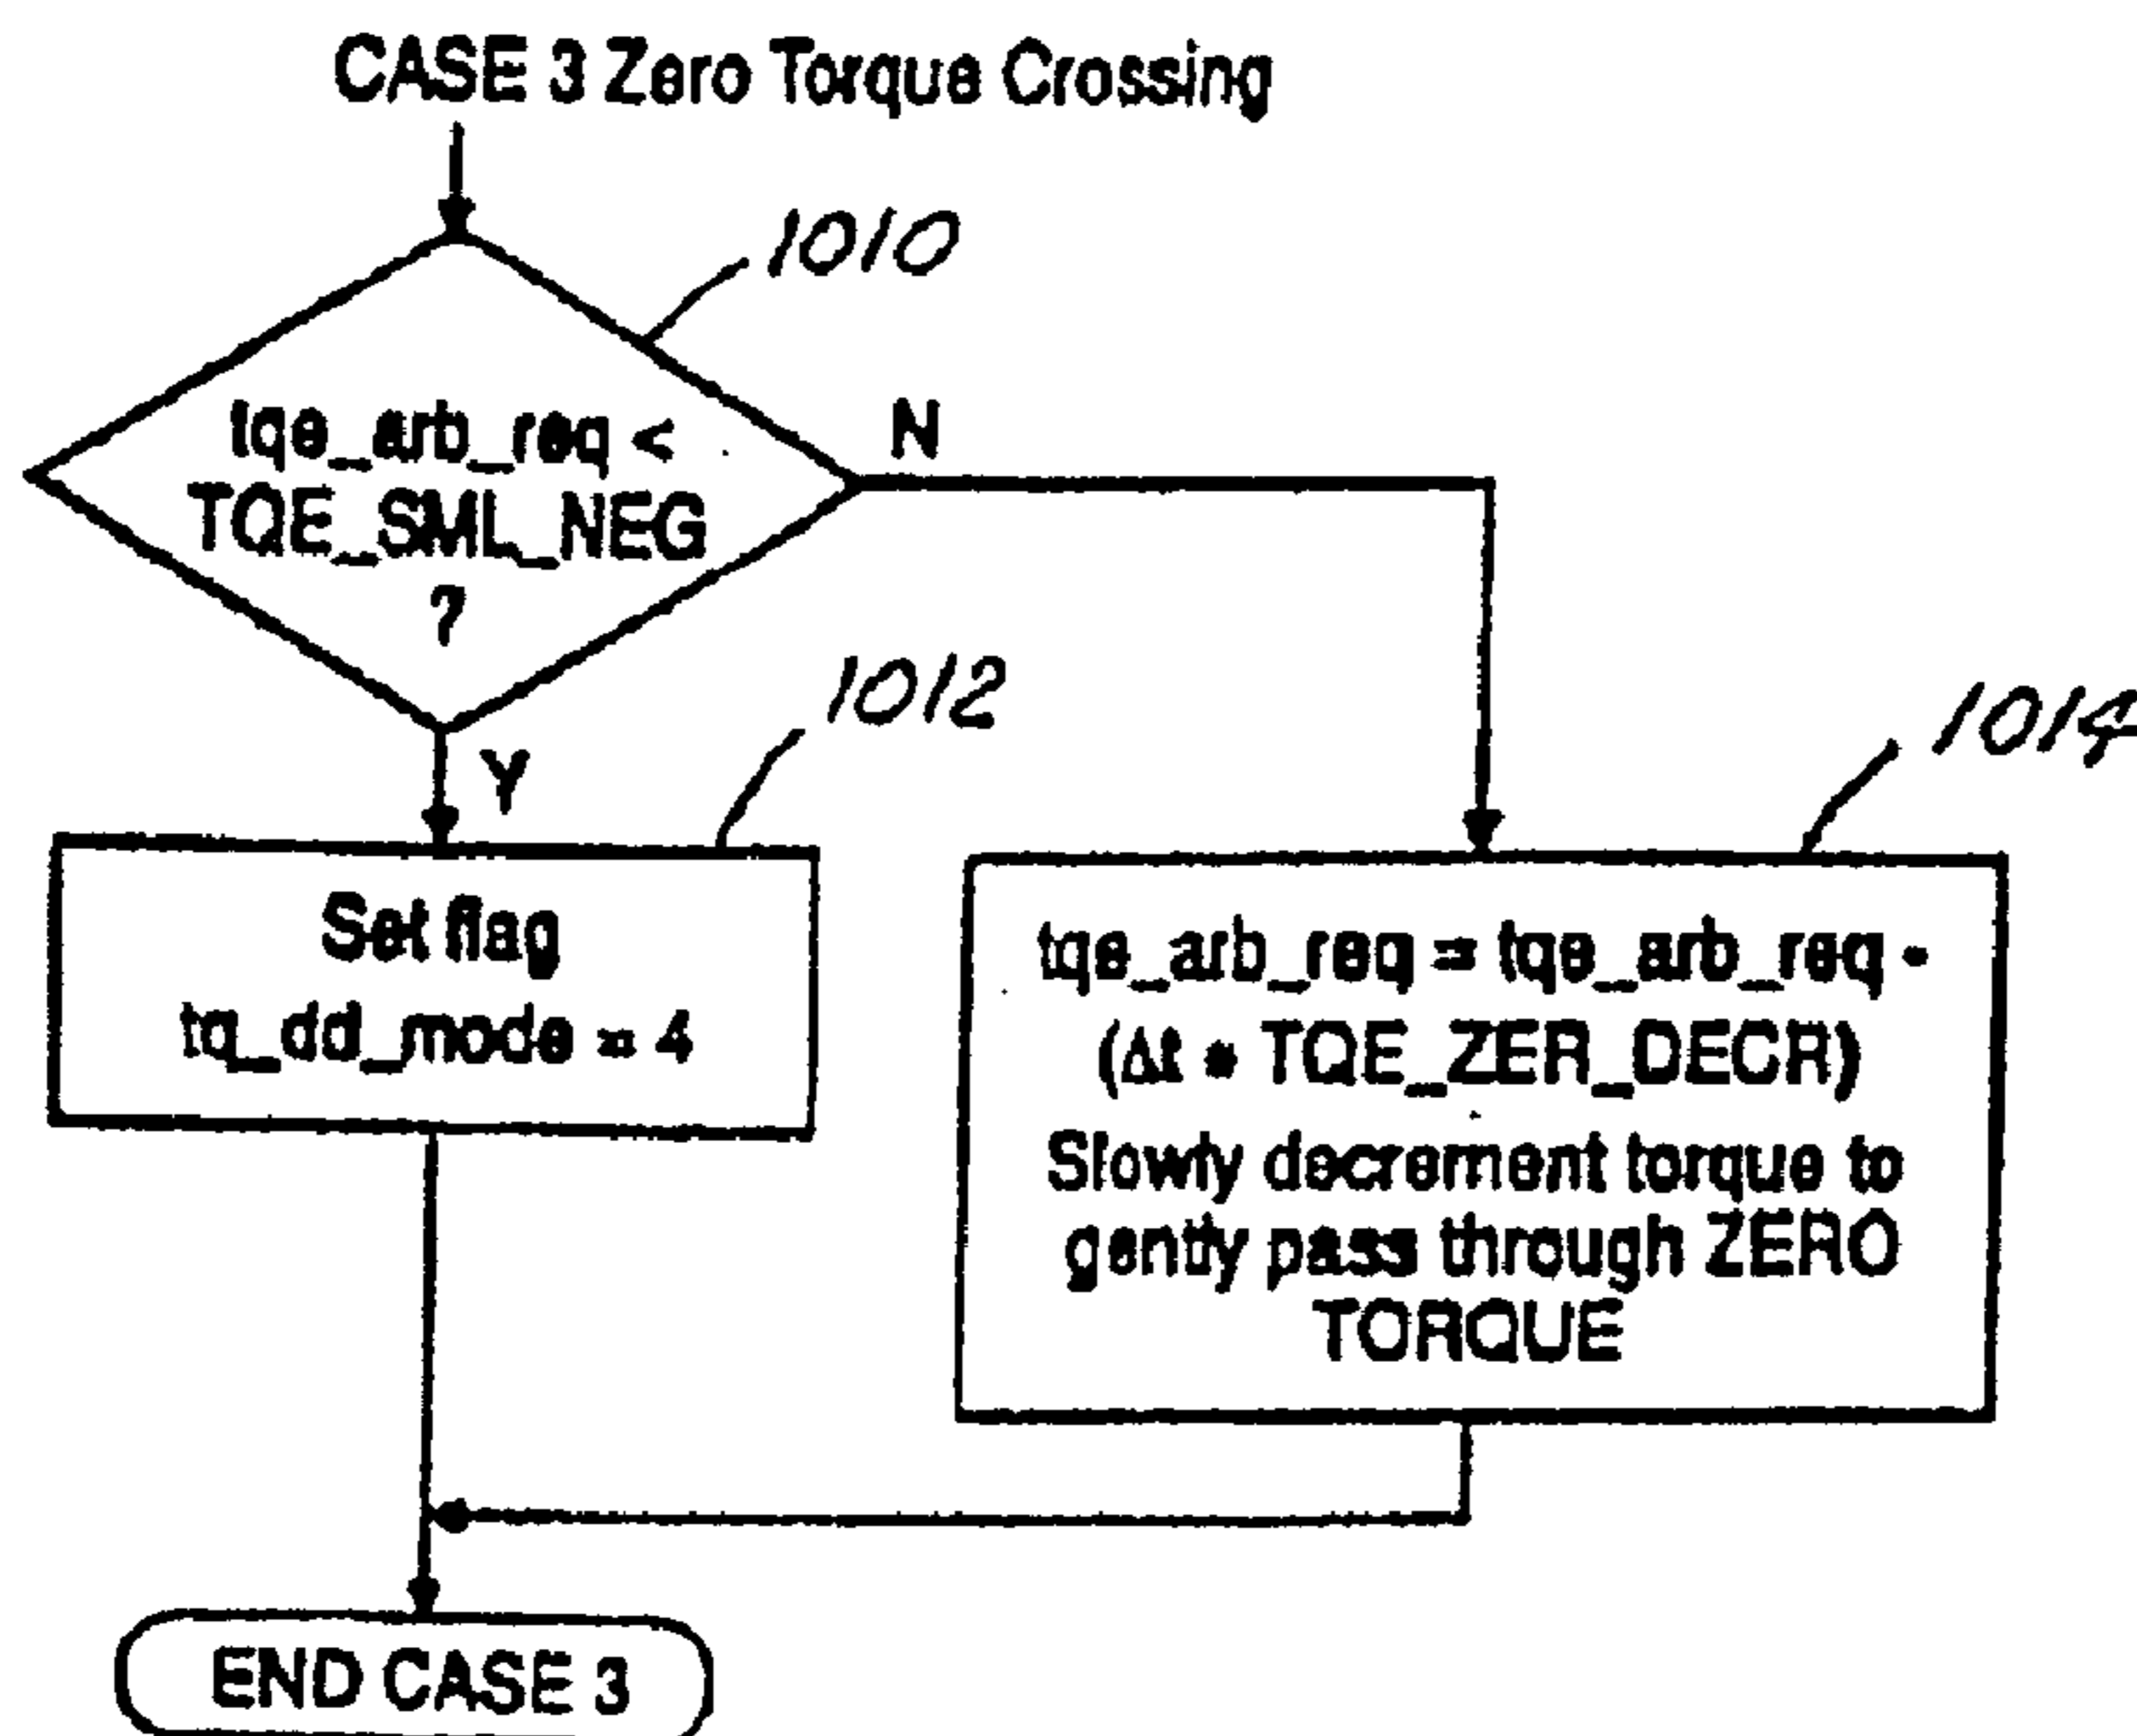 CASE 3 Zero Torque Crossing
1010
tqe_arb_req <
TQE_SML_NEG
?
N
Y
1012
Set flag
tq_dd_mode = 4
1014
tqe_arb_req = tqe_arb_req -
(Δt • TQE_ZER_DECR)
Slowly decrement torque to
gently pass through ZERO
TORQUE
END CASE 3